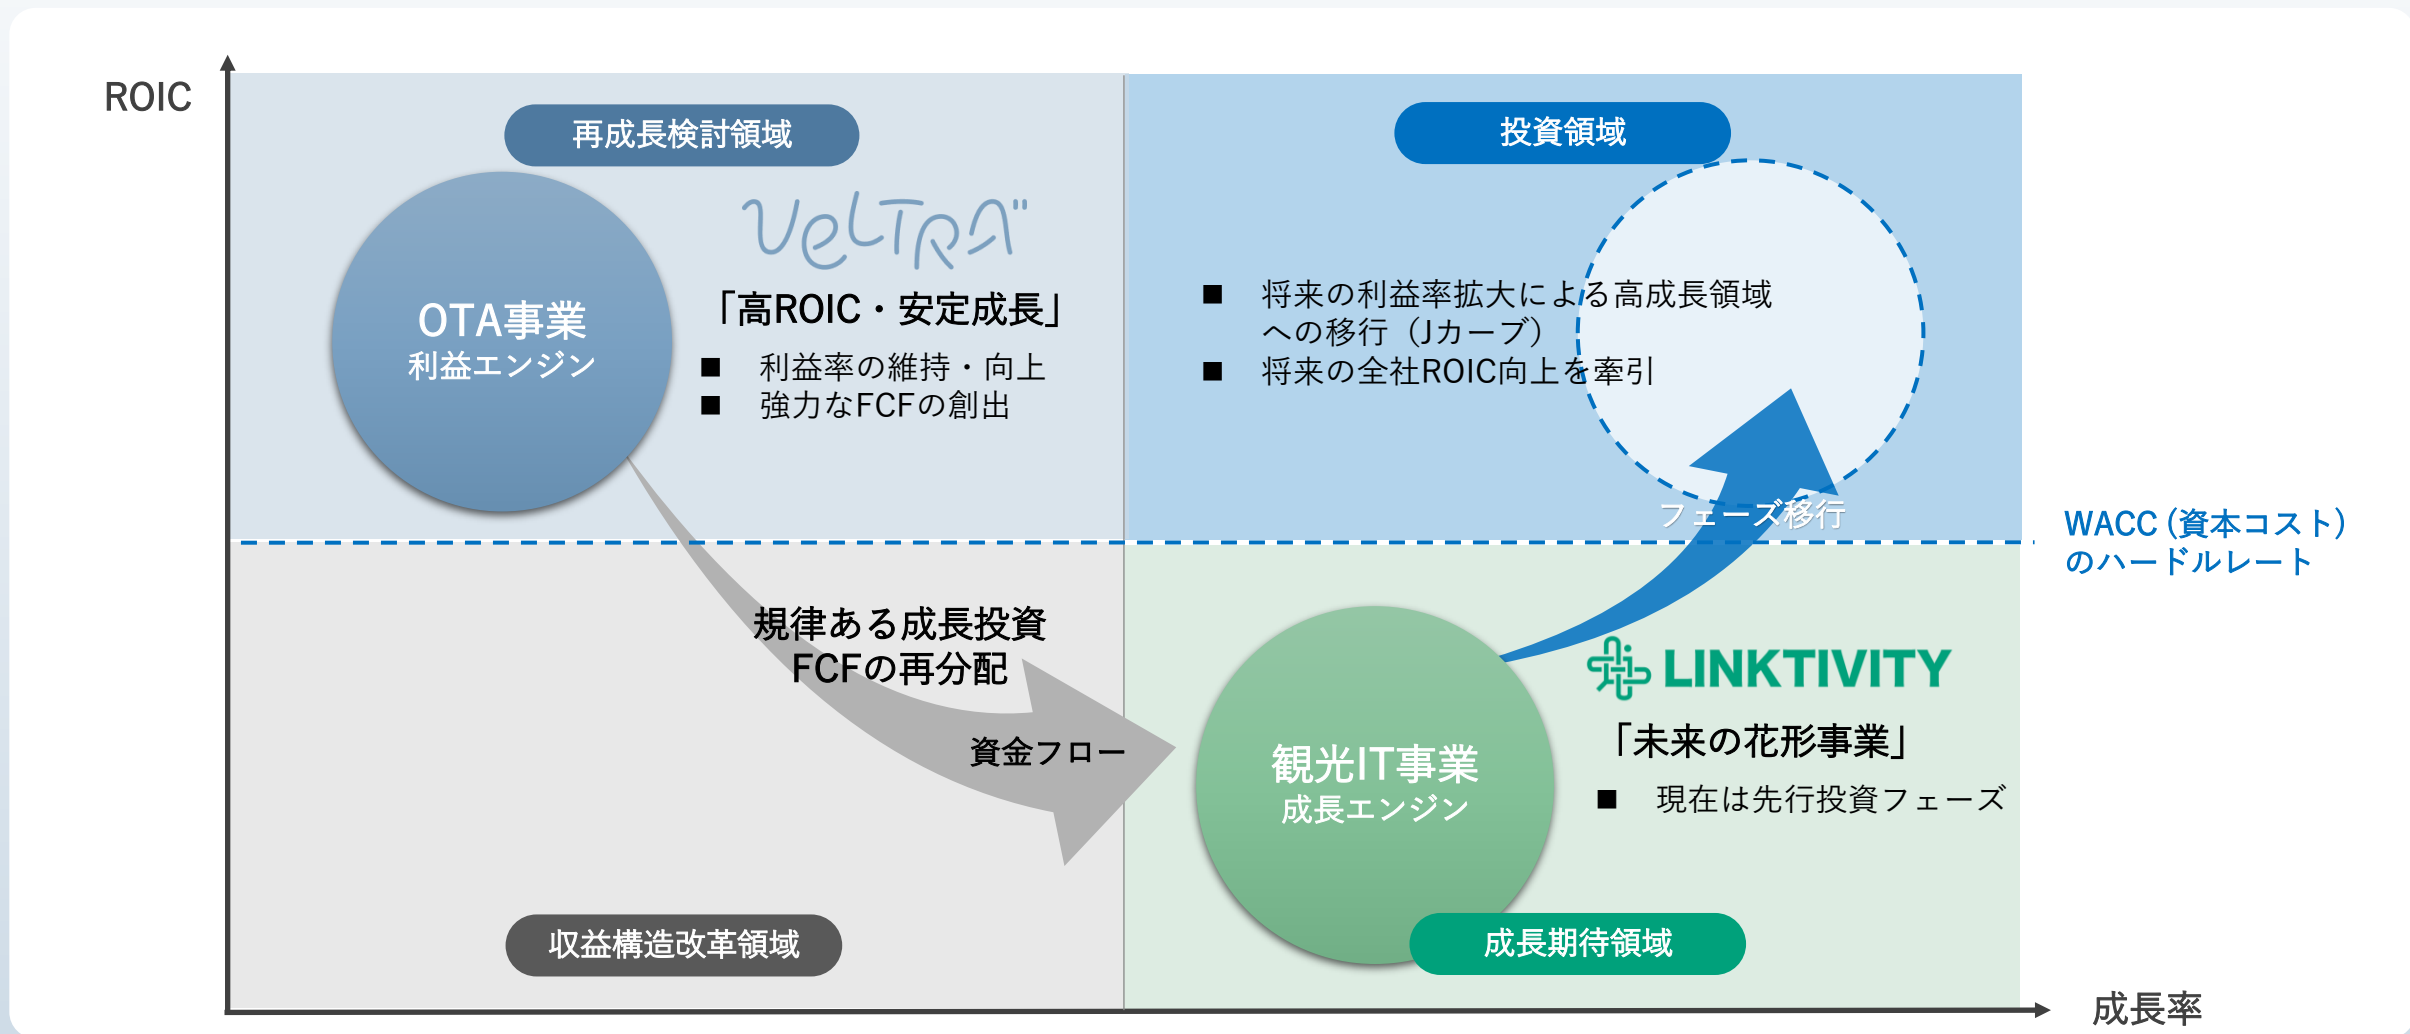 ROIC
再成長検討領域
投資領域
VELTRA
OTA事業
利益エンジン
「高ROIC・安定成長」
■ 利益率の維持・向上
■ 強力なFCFの創出
■ 将来の利益率拡大による高成長領域
への移行（Jカーブ）
■ 将来の全社ROIC向上を牽引
フェーズ移行
WACC（資本コスト）
のハードルレート
規律ある成長投資
FCFの再分配
資金フロー
観光IT事業
成長エンジン
LINKTIVITY
「未来の花形事業」
■ 現在は先行投資フェーズ
収益構造改革領域
成長期待領域
成長率